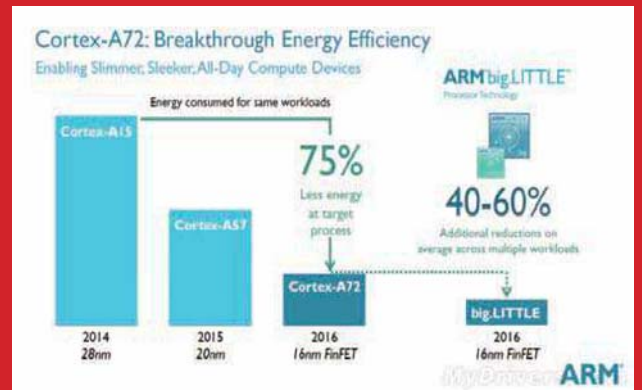 Cortex-A72: Breakthrough Energy Efficiency
Enabling Slimmer, Sleeker, All-Day Compute Devices
ARM big.LITTLE™
Processor Technology
Energy consumed for same workloads
Cortex-A15
75%
Less energy
at target
process
40-60%
Additional reductions on
average across multiple workloads
Cortex-A57
Cortex-A72
big.LITTLE
2014
28nm
2015
20nm
2016
16nm FinFET
2016
16nm FinFET
MyDrivers
ARM®